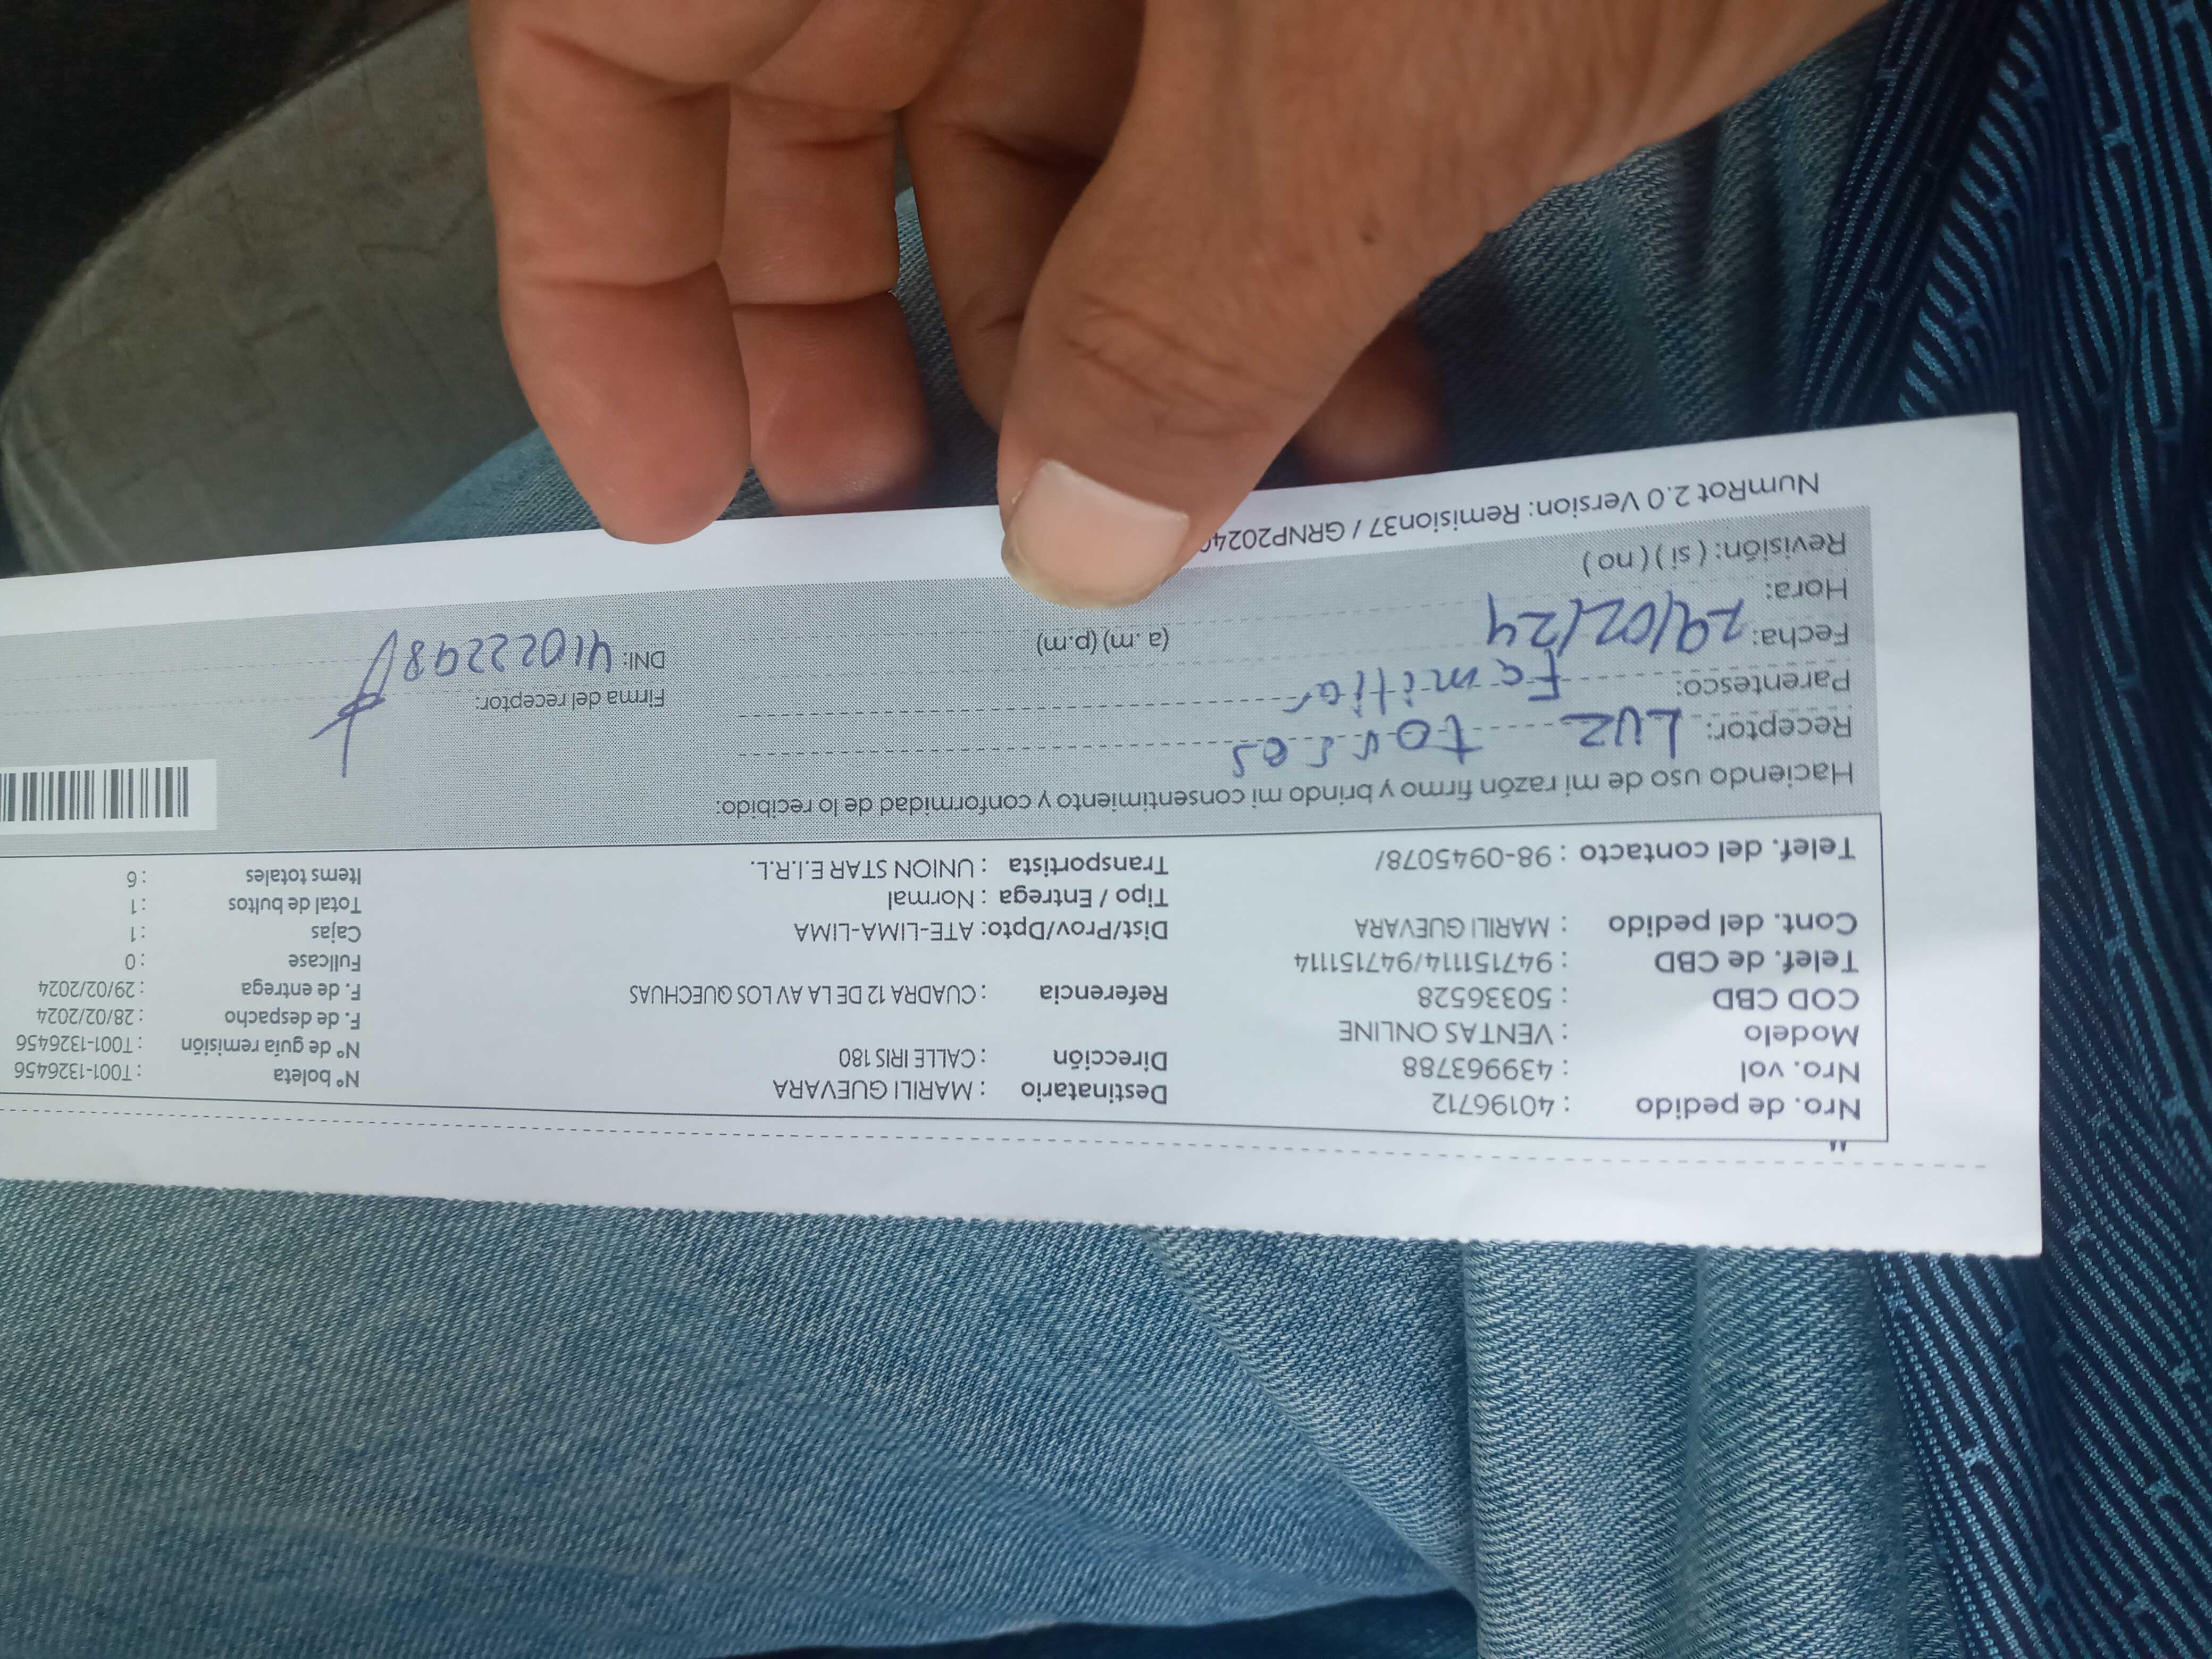 Nro. de pedido : 40196712 Destinatario : MARILI GUEVARA Nº boleta : T001-1326456
Nro. vol : 439963788 Dirección : CALLE IRIS 180 Nº de guía remisión : T001-1326456
Modelo : VENTAS ONLINE F. de despacho : 28/02/2024
COD CBD : 50336528 Referencia : CUADRA 12 DE LA AV LOS QUECHUAS F. de entrega : 29/02/2024
Telef. de CBD : 947151114/947151114 Fullcase : 0
Cont. del pedido : MARILI GUEVARA Dist/Prov/Dpto: ATE-LIMA-LIMA Cajas : 1
Tipo / Entrega : Normal Total de bultos : 1
Telef. del contacto : 98-0945078/ Transportista : UNION STAR E.I.R.L. Items totales : 6
Haciendo uso de mi razón firmo y brindo mi consentimiento y conformidad de lo recibido:
Receptor: LUZ
Parentesco: Familiar Firma del receptor:
Fecha: 29/02/24 DNI: 41022298
Hora: (a .m) (p.m)
Revisión: ( si ) ( no )
NumRot 2.0 Version: Remision37 / GRNP2024